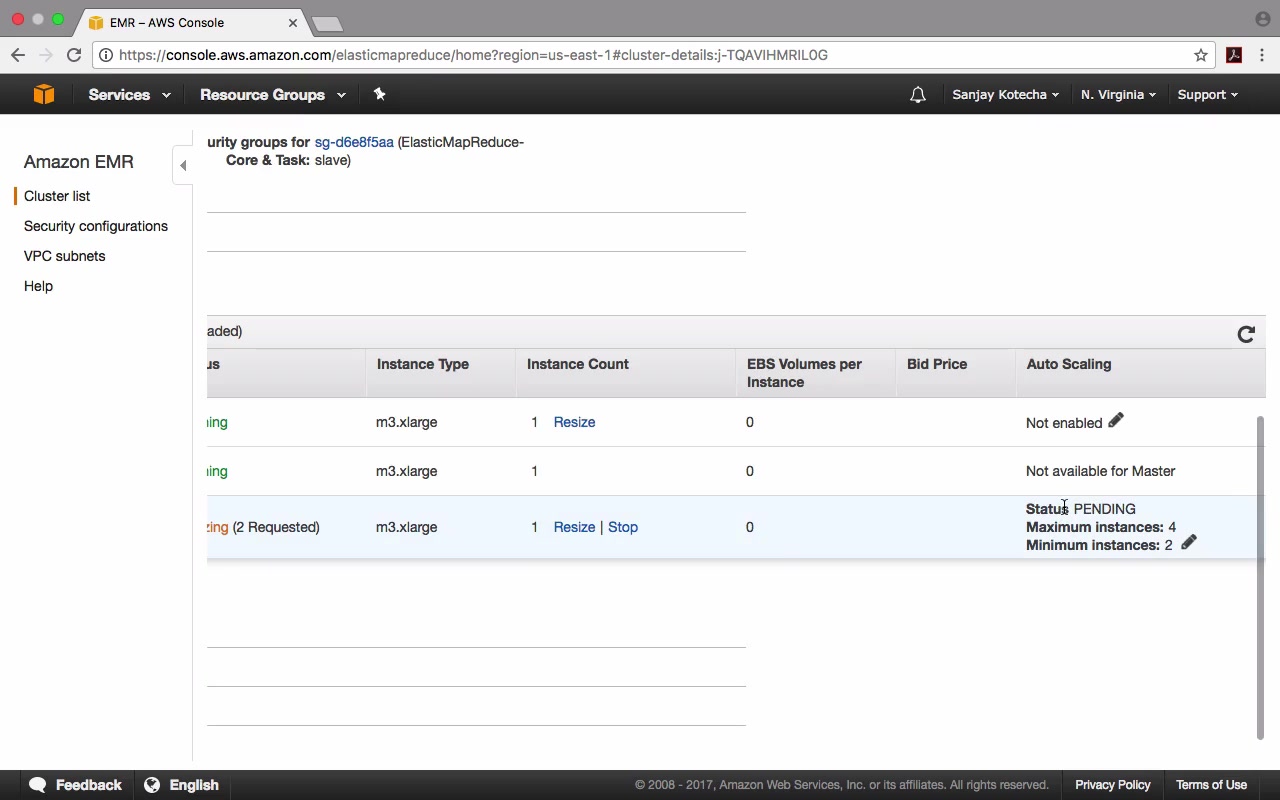 EMR – AWS Console
https://console.aws.amazon.com/elasticmapreduce/home?region=us-east-1#cluster-details:j-TQAVIHMRIL0G
Services
Resource Groups
Sanjay Kotecha
N. Virginia
Support
Amazon EMR
Cluster list
Security configurations
VPC subnets
Help
urity groups for sg-d6e8f5aa (ElasticMapReduce-
Core & Task: slave)
aded)
us Instance Type Instance Count EBS Volumes per Bid Price Auto Scaling
Instance
ning m3.xlarge 1 Resize 0 Not enabled
ning m3.xlarge 1 0 Not available for Master
Status PENDING
zing (2 Requested) m3.xlarge 1 Resize | Stop 0 Maximum instances: 4
Minimum instances: 2
Feedback English © 2008 - 2017, Amazon Web Services, Inc. or its affiliates. All rights reserved. Privacy Policy Terms of Use